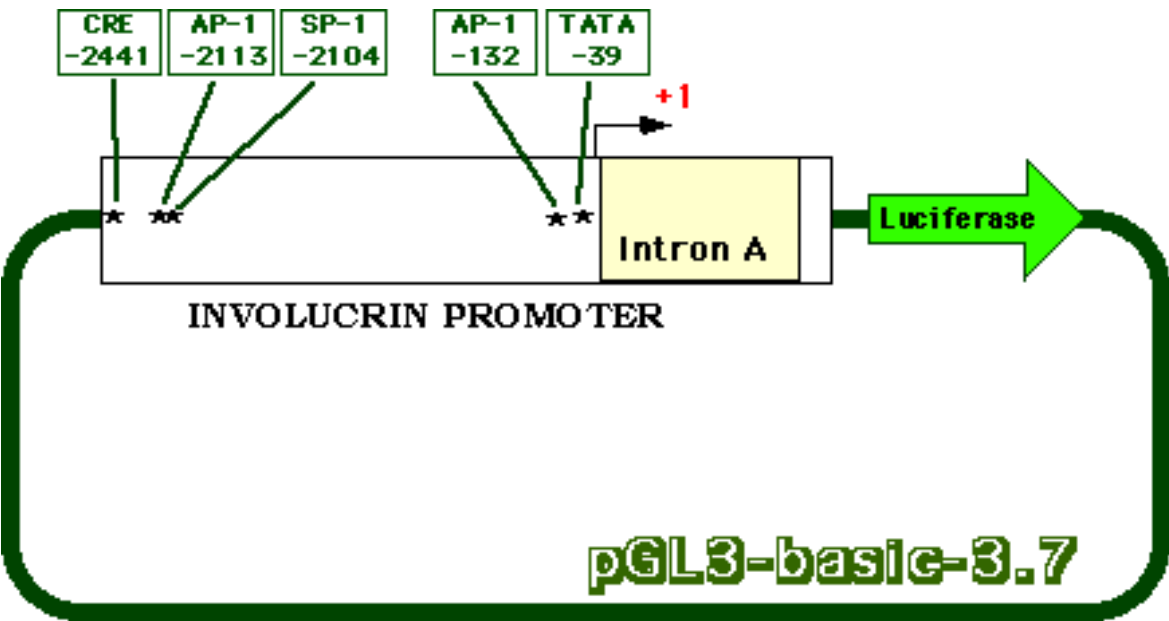 CRE
-2441
AP-1
-2113
SP-1
-2104
AP-1
-132
TATA
-39
+1
Luciferase
Intron A
INVOLUCRIN PROMOTER
pGL3-basic-3.7